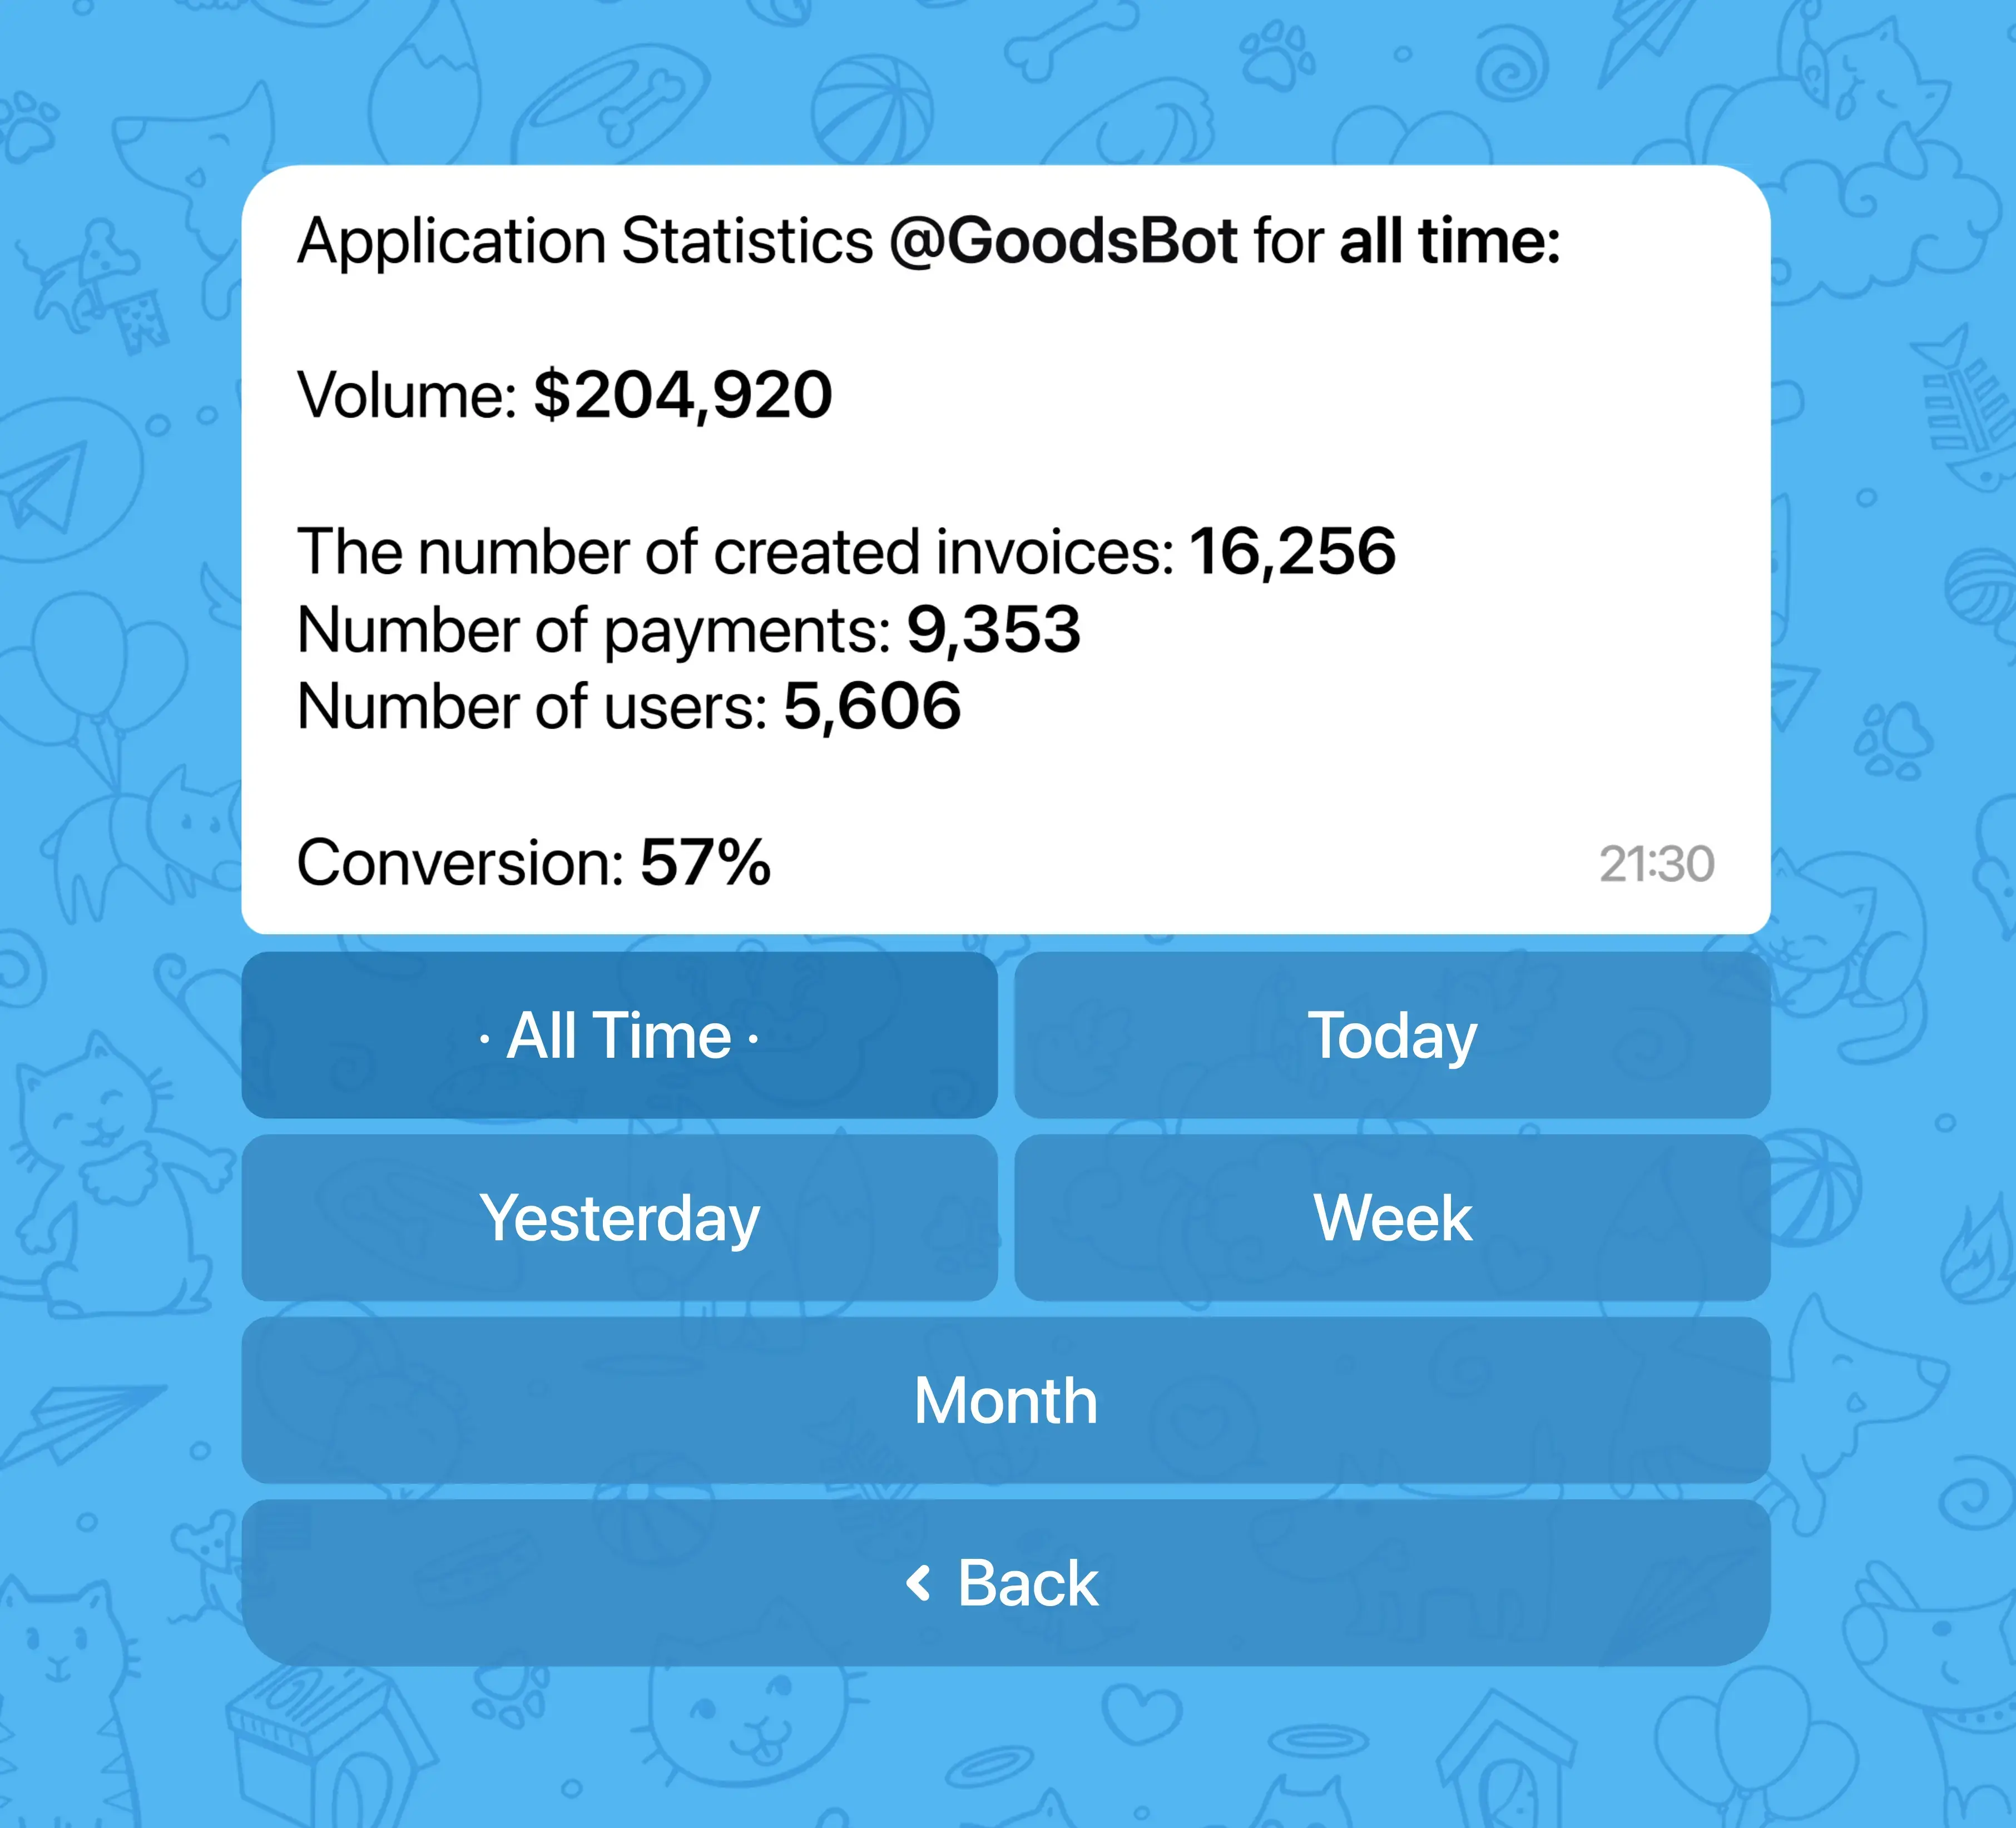 Application Statistics @GoodsBot for all time:
Volume: $204,920
The number of created invoices: 16,256
Number of payments: 9,353
Number of users: 5,606
Conversion: 57%
21:30
· All Time ·
Today
Yesterday
Week
Month
‹ Back